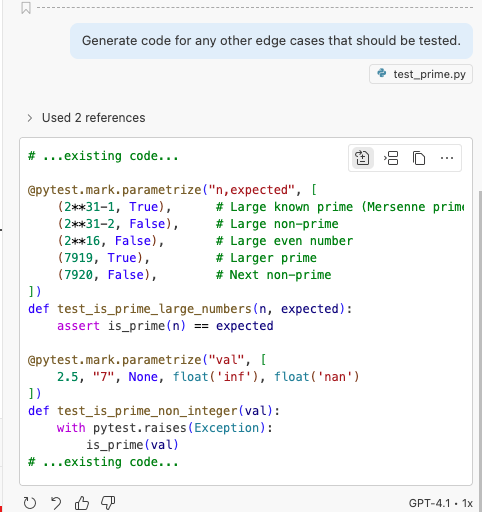 Generate code for any other edge cases that should be tested.
test_prime.py
Used 2 references
# ...existing code...
@pytest.mark.parametrize("n,expected", [
    (2**31-1, True),      # Large known prime (Mersenne prime
    (2**31-2, False),     # Large non-prime
    (2**16, False),       # Large even number
    (7919, True),         # Larger prime
    (7920, False),        # Next non-prime
])
def test_is_prime_large_numbers(n, expected):
    assert is_prime(n) == expected
@pytest.mark.parametrize("val", [
    2.5, "7", None, float('inf'), float('nan')
])
def test_is_prime_non_integer(val):
    with pytest.raises(Exception):
        is_prime(val)
# ...existing code...
GPT-4.1 • 1x